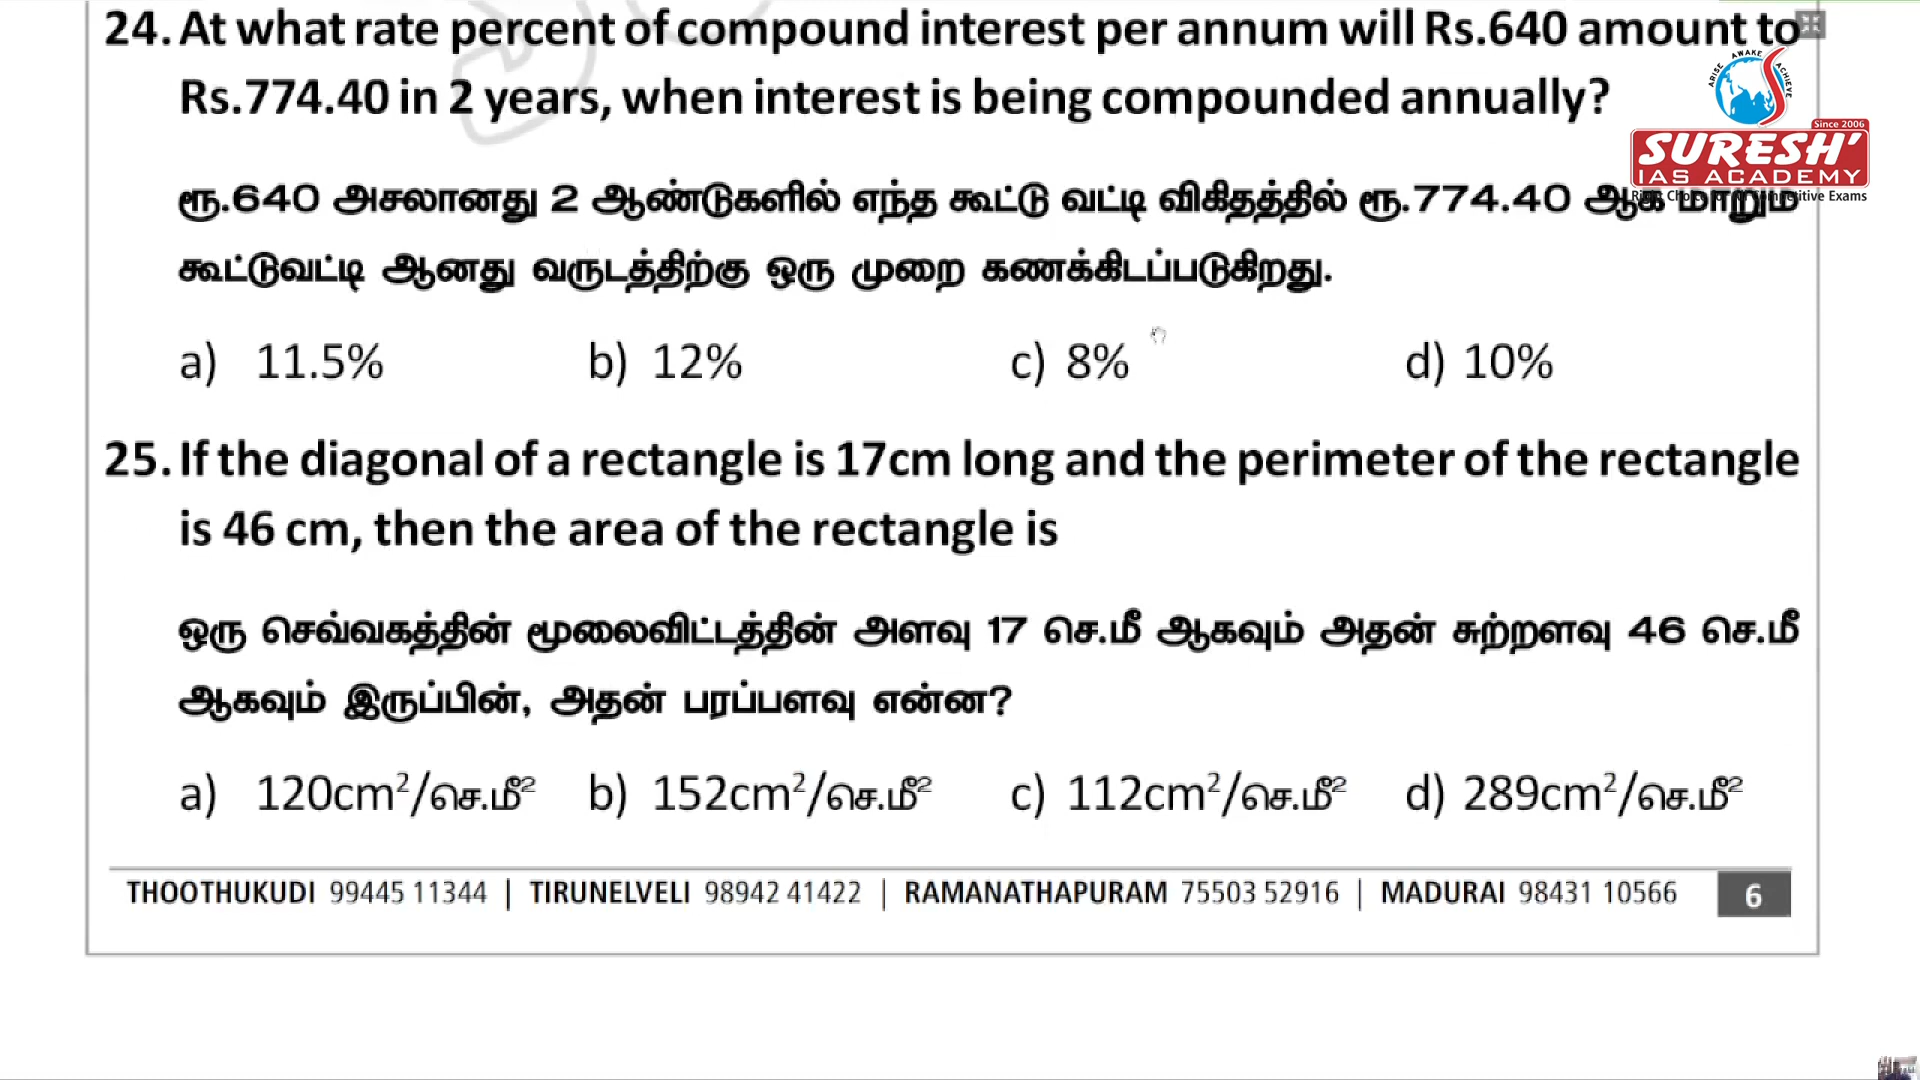 24. At what rate percent of compound interest per annum will Rs.640 amount to
Rs.774.40 in 2 years, when interest is being compounded annually?
ARISE AWAKE ACHIEVE
Since 2006
SURESH'
IAS ACADEMY
ரூ.640 அசலானது 2 ஆண்டுகளில் எந்த கூட்டு வட்டி விகிதத்தில் ரூ.774.40 ஆக மாறும்
Right Choice for All Competitive Exams
கூட்டுவட்டி ஆனது வருடத்திற்கு ஒரு முறை கணக்கிடப்படுகிறது.
a) 11.5% b) 12% c) 8% d) 10%
25. If the diagonal of a rectangle is 17cm long and the perimeter of the rectangle
is 46 cm, then the area of the rectangle is
ஒரு செவ்வகத்தின் மூலைவிட்டத்தின் அளவு 17 செ.மீ ஆகவும் அதன் சுற்றளவு 46 செ.மீ
ஆகவும் இருப்பின், அதன் பரப்பளவு என்ன?
a) 120cm²/செ.மீ² b) 152cm²/செ.மீ² c) 112cm²/செ.மீ² d) 289cm²/செ.மீ²
THOOTHUKUDI 99445 11344 | TIRUNELVELI 98942 41422 | RAMANATHAPURAM 75503 52916 | MADURAI 98431 10566 6